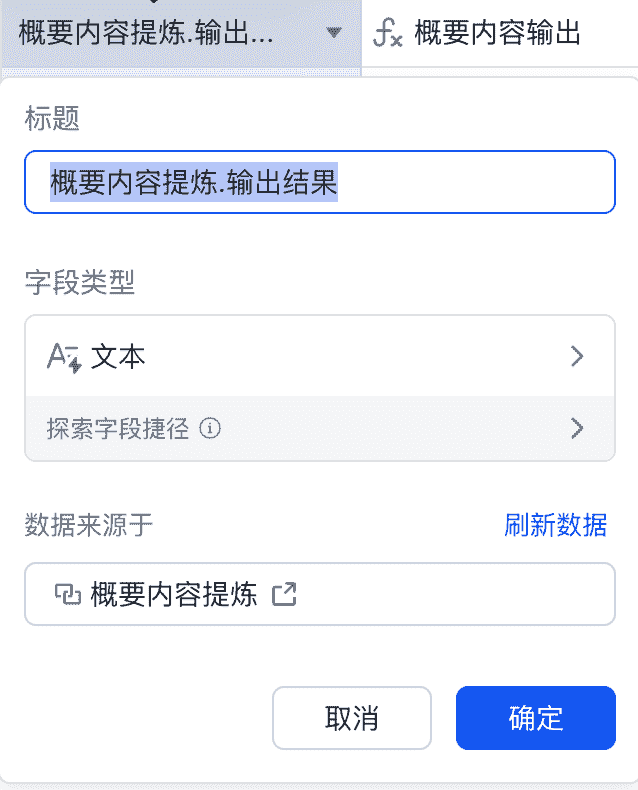 概要内容提炼.输出... 概要内容输出
标题
概要内容提炼.输出结果
字段类型
文本
探索字段捷径
数据来源于 刷新数据
概要内容提炼
取消 确定